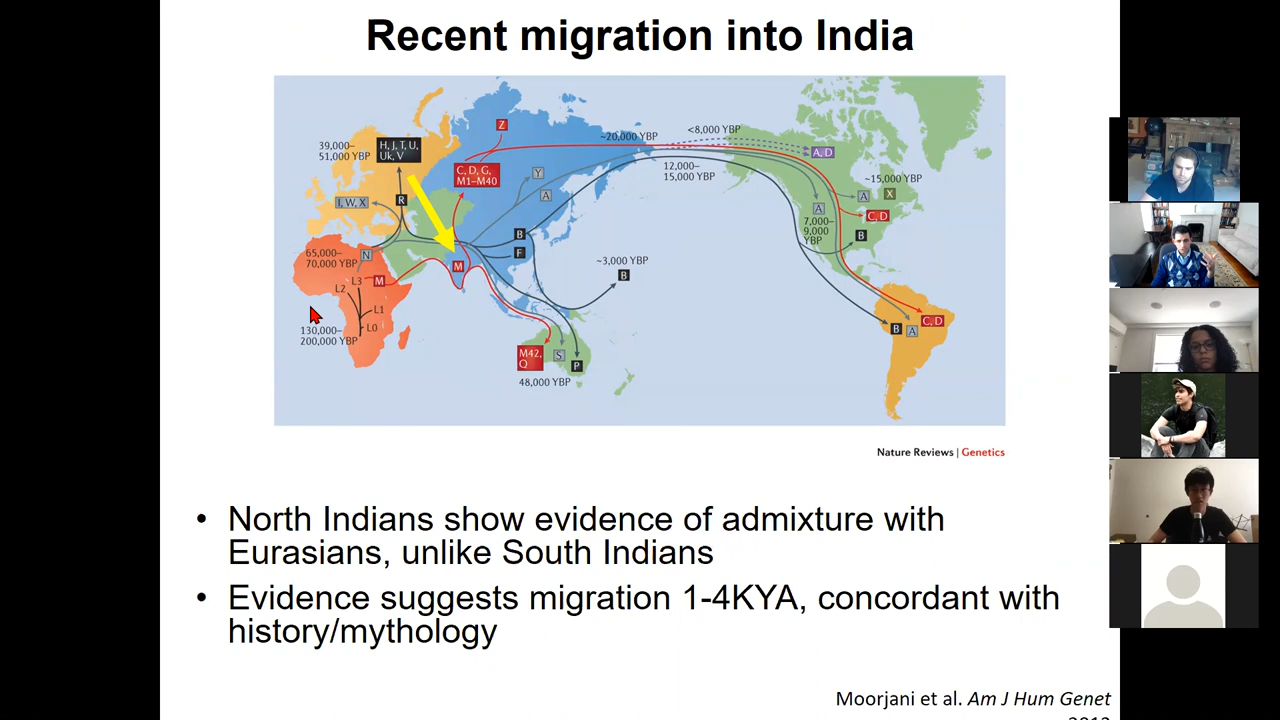 Recent migration into India
Z
39,000–
51,000 YBP
H, J, T, U,
Uk, V
~20,000 YBP
<8,000 YBP
A, D
C, D, G,
M1–M40
12,000–
15,000 YBP
~15,000 YBP
Y
A
A
X
I, W, X
R
A
C, D
7,000–
9,000
YBP
B
B
F
65,000–
70,000 YBP
N
M
~3,000 YBP
B
L3
M
L2
L1
L0
130,000–
200,000 YBP
B
A
C, D
M42,
Q
S
P
48,000 YBP
Nature Reviews | Genetics
• North Indians show evidence of admixture with
Eurasians, unlike South Indians
• Evidence suggests migration 1-4KYA, concordant with
history/mythology
Moorjani et al. Am J Hum Genet